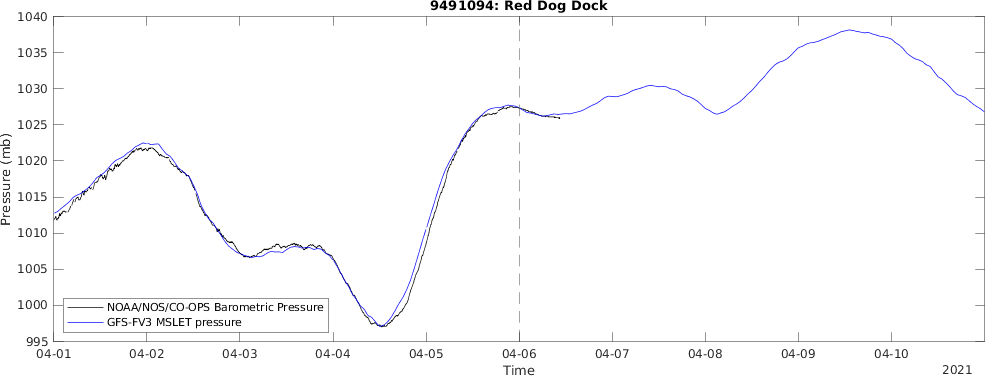 9491094: Red Dog Dock
1040
1035
1030
1025
1020
1015
1010
1005
1000
995
Pressure (mb)
NOAA/NOS/CO-OPS Barometric Pressure
GFS-FV3 MSLET pressure
04-01 04-02 04-03 04-04 04-05 04-06 04-07 04-08 04-09 04-10
Time
2021